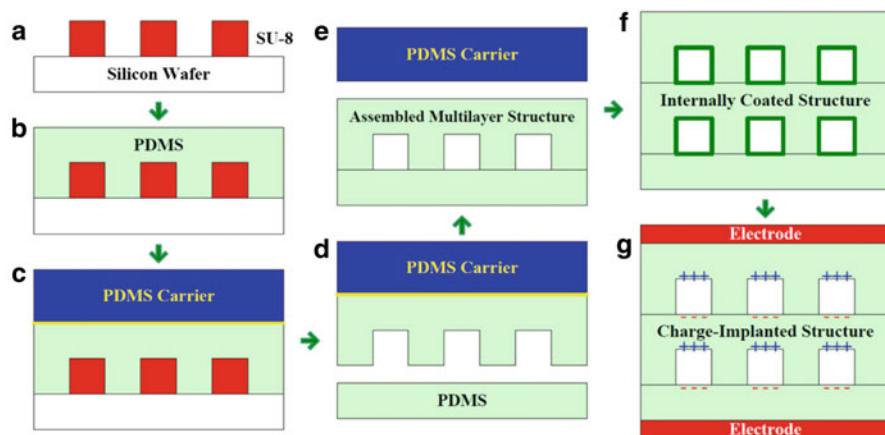 a
SU-8
Silicon Wafer
b
PDMS
c
PDMS Carrier
d
PDMS Carrier
PDMS
e
PDMS Carrier
Assembled Multilayer Structure
f
Internally Coated Structure
g
Electrode
+++ +++ +++
--- --- ---
Charge-Implanted Structure
+++ +++ +++
--- --- ---
Electrode